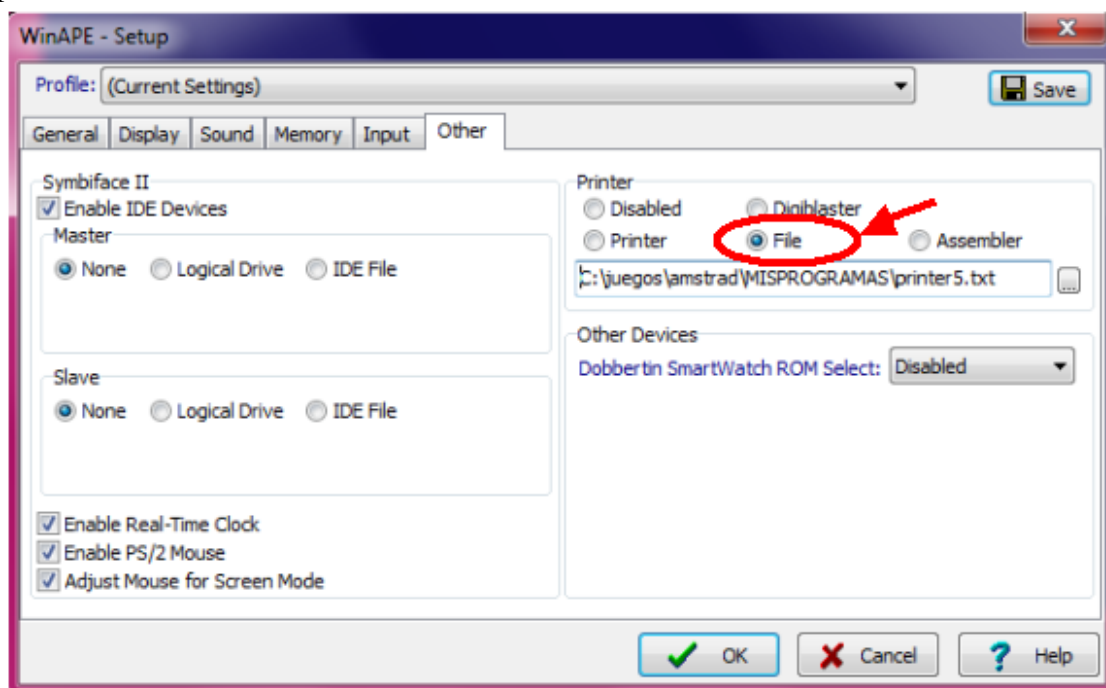 WinAPE - Setup
Profile: (Current Settings) Save
General Display Sound Memory Input Other
Symbiface II
Enable IDE Devices
Master
None Logical Drive IDE File
Slave
None Logical Drive IDE File
Enable Real-Time Clock
Enable PS/2 Mouse
Adjust Mouse for Screen Mode
Printer
Disabled Digiblaster
Printer File Assembler
C:\juegos\amstrad\MISPROGRAMAS\printer5.txt ...
Other Devices
Dobbertin SmartWatch ROM Select: Disabled
OK Cancel ? Help